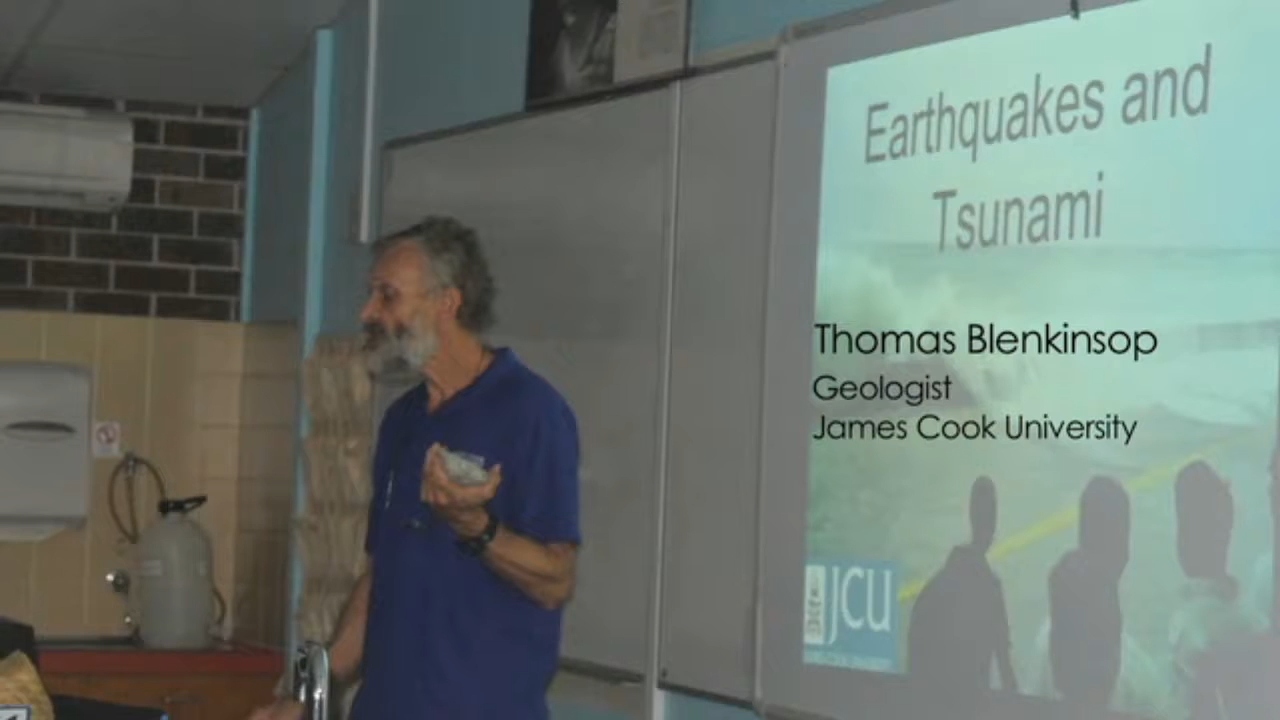 Earthquakes and
Tsunami
Thomas Blenkinsop
Geologist
James Cook University
JCU